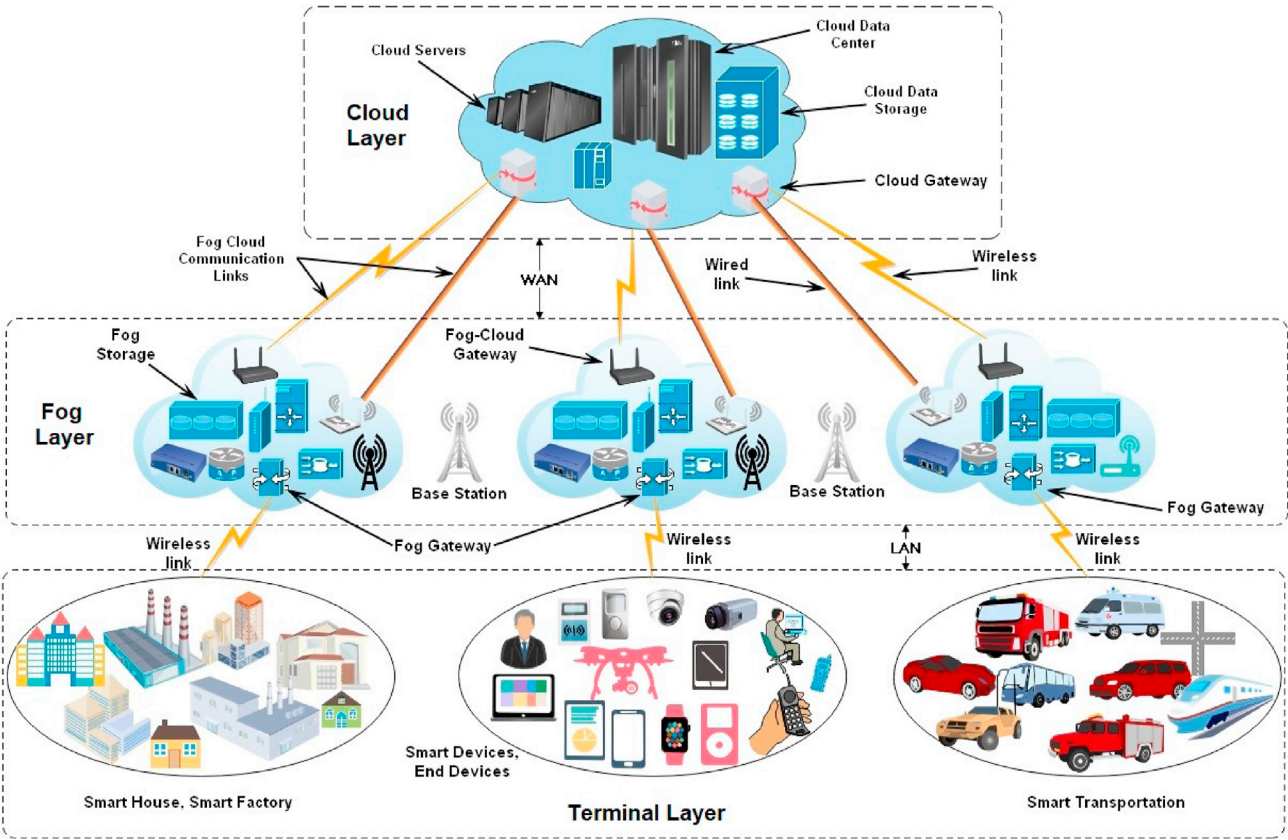 Cloud Data
Center
Cloud Servers
Cloud Data
Storage
Cloud
Layer
Cloud Gateway
Fog Cloud
Communication
Links
WAN
Wired
link
Wireless
link
Fog
Storage
Fog-Cloud
Gateway
Fog
Layer
Base Station
Base Station
Fog Gateway
Wireless
link
Fog Gateway
Wireless
link
LAN
Wireless
link
Smart Devices,
End Devices
Smart House, Smart Factory
Terminal Layer
Smart Transportation